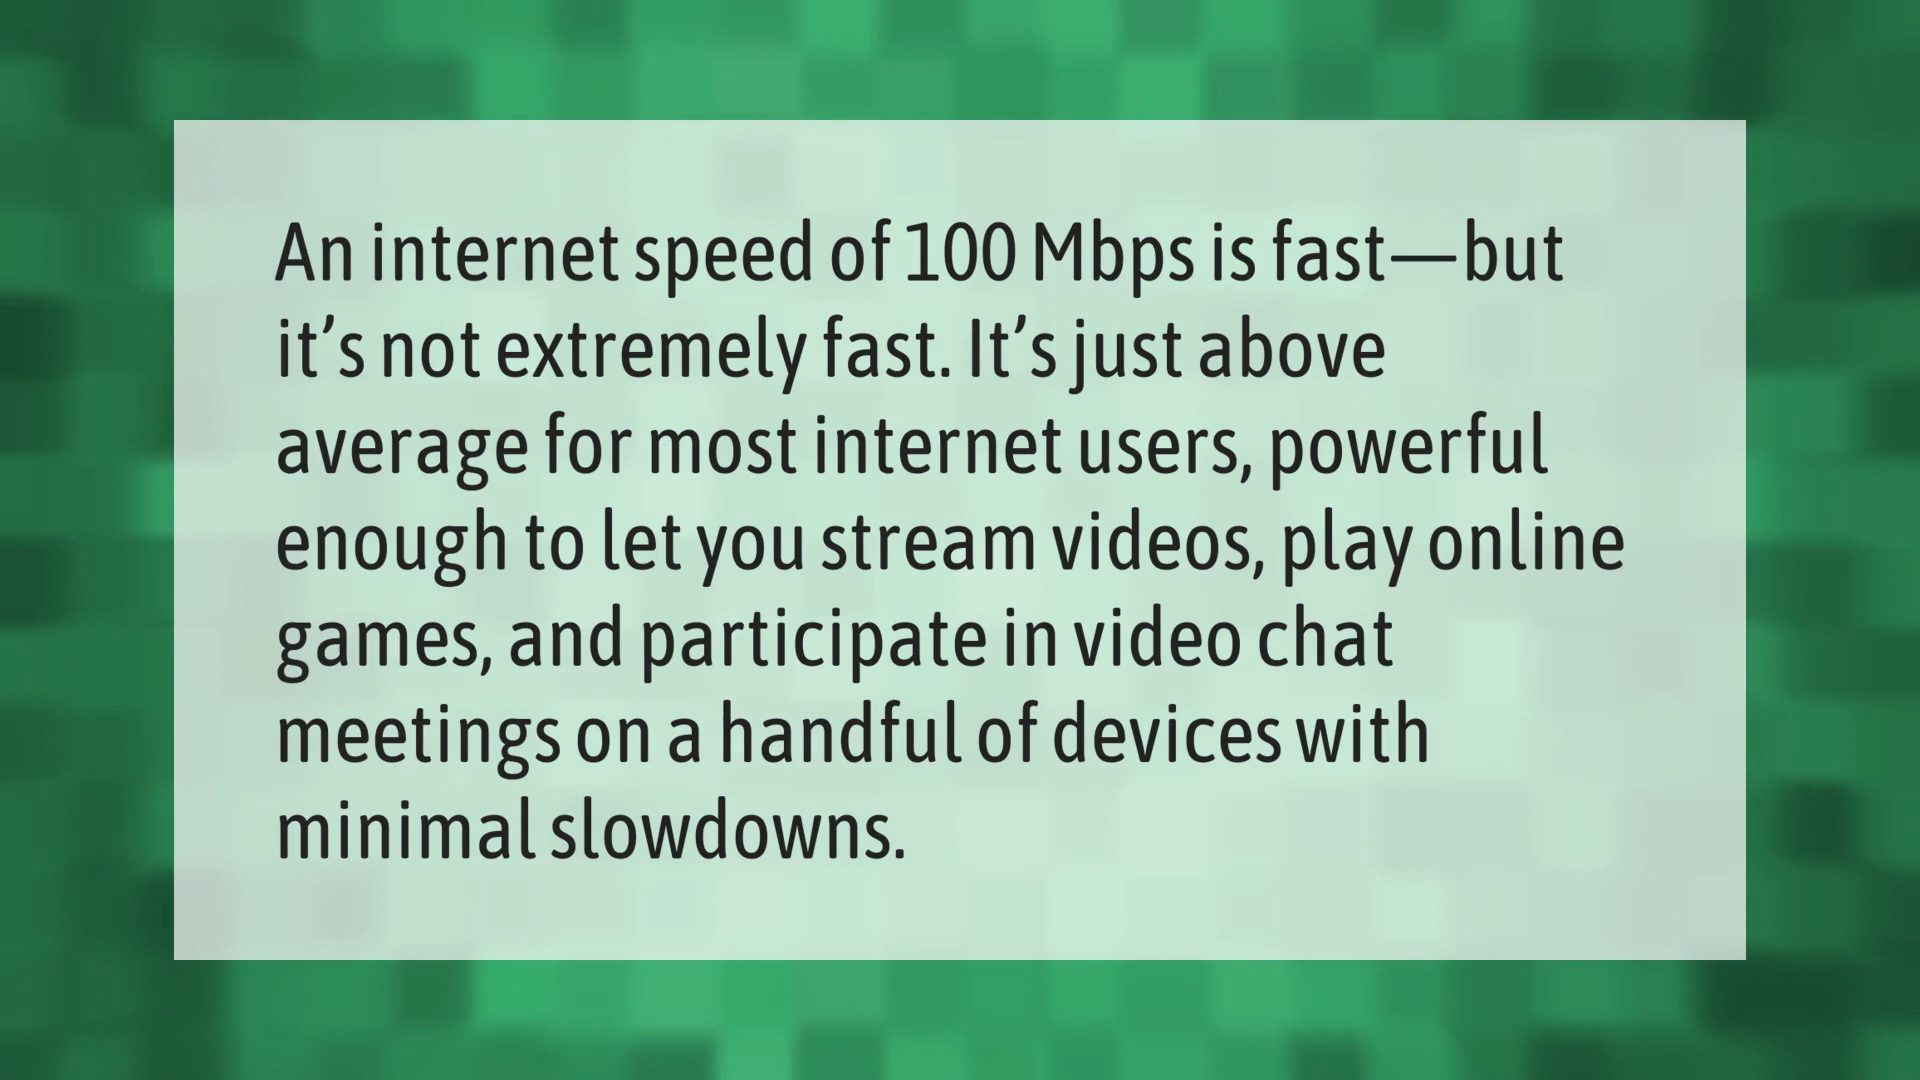 An internet speed of 100 Mbps is fast—but
it’s not extremely fast. It’s just above
average for most internet users, powerful
enough to let you stream videos, play online
games, and participate in video chat
meetings on a handful of devices with
minimal slowdowns.